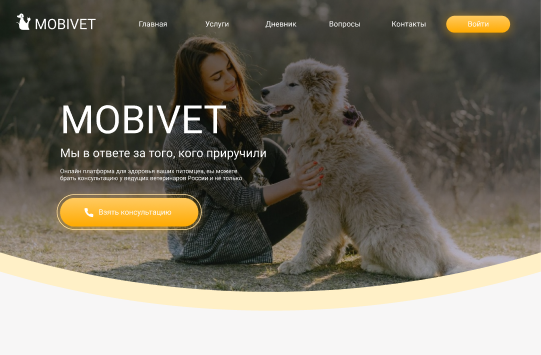 MOBIVET
Главная
Услуги
Дневник
Вопросы
Контакты
Войти
MOBIVET
Мы в ответе за того, кого приручили
Онлайн платформа для здоровья ваших питомцев, вы можете
брать консультацию у ведущих ветеринаров России и не только.
Взять консультацию